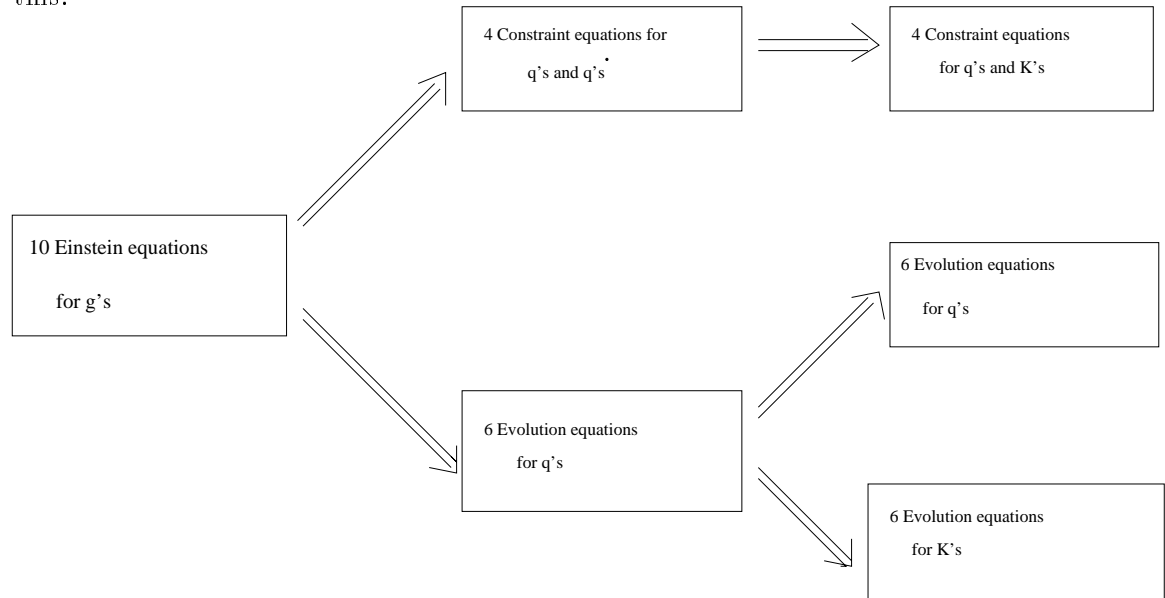 this:
4 Constraint equations for
q's and q̇'s
4 Constraint equations
for q's and K's
10 Einstein equations
for g's
6 Evolution equations
for q's
6 Evolution equations
for q's
6 Evolution equations
for K's